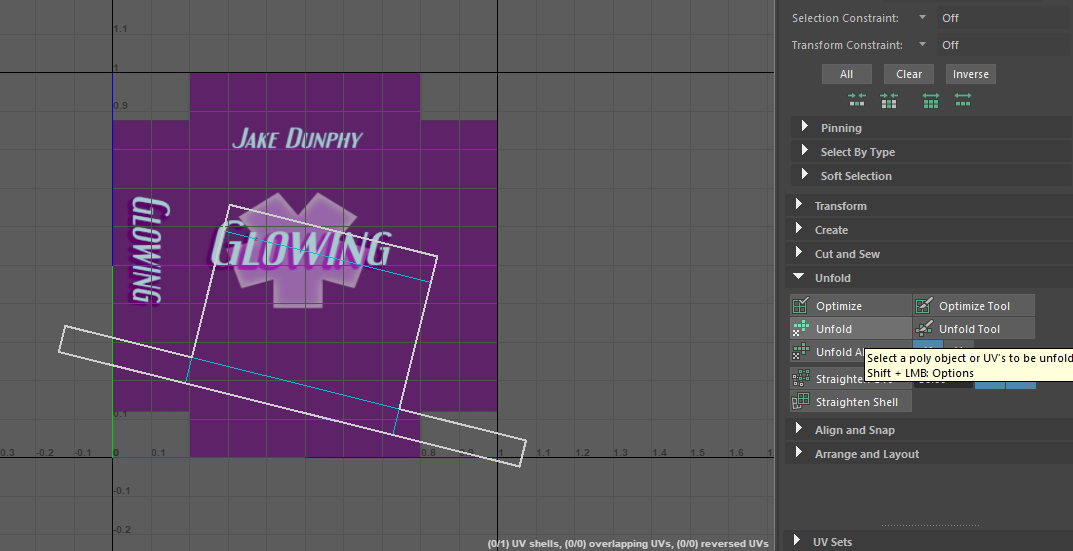 Selection Constraint: Off
Transform Constraint: Off
All Clear Inverse
Pinning
Select By Type
Soft Selection
Transform
Create
Cut and Sew
Unfold
Optimize Optimize Tool
Unfold Unfold Tool
Unfold A
Select a poly object or UV's to be unfold
Shift + LMB: Options
Straighten
Straighten Shell
Align and Snap
Arrange and Layout
UV Sets
1.1
1
0.9
JAKE DUNPHY
GLOWING
GLOWING
0.1
0.3 -0.2 -0.1 0 0.1 0.8 0.9 1 1.1 1.2 1.3 1.4 1.5 1.6 1.
-0.1
-0.2
(0/1) UV shells, (0/0) overlapping UVs, (0/0) reversed UVs